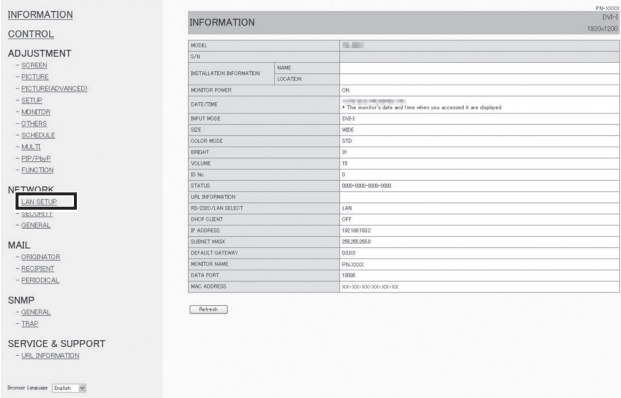 INFORMATION
CONTROL
ADJUSTMENT
- SCREEN
- PICTURE
- PICTURE(ADVANCED)
- SETUP
- MONITOR
- OTHERS
- SCHEDULE
- MULTI
- PIP/PbyP
- FUNCTION
NETWORK
LAN SETUP
- SECURITY
- GENERAL
MAIL
- ORIGINATOR
- RECIPIENT
- PERIODICAL
SNMP
- GENERAL
- TRAP
SERVICE & SUPPORT
- URL INFORMATION
Browser Language English
PN-XXXX
INFORMATION
DVI-I
1920x1200
MODEL
S/N
INSTALLATION INFORMATION NAME
LOCATION
MONITOR POWER ON
DATE/TIME
* The monitor's date and time when you accessed it are displayed.
INPUT MODE DVI-I
SIZE WIDE
COLOR MODE STD
BRIGHT 31
VOLUME 15
ID No. 0
STATUS 0000-0000-0000-0000
URL INFORMATION
RS-232C/LAN SELECT LAN
DHCP CLIENT OFF
IP ADDRESS 192.168.150.2
SUBNET MASK 255.255.255.0
DEFAULT GATEWAY 0.0.0.0
MONITOR NAME PN-XXXX
DATA PORT 10008
MAC ADDRESS XX-XX-XX-XX-XX-XX
Refresh